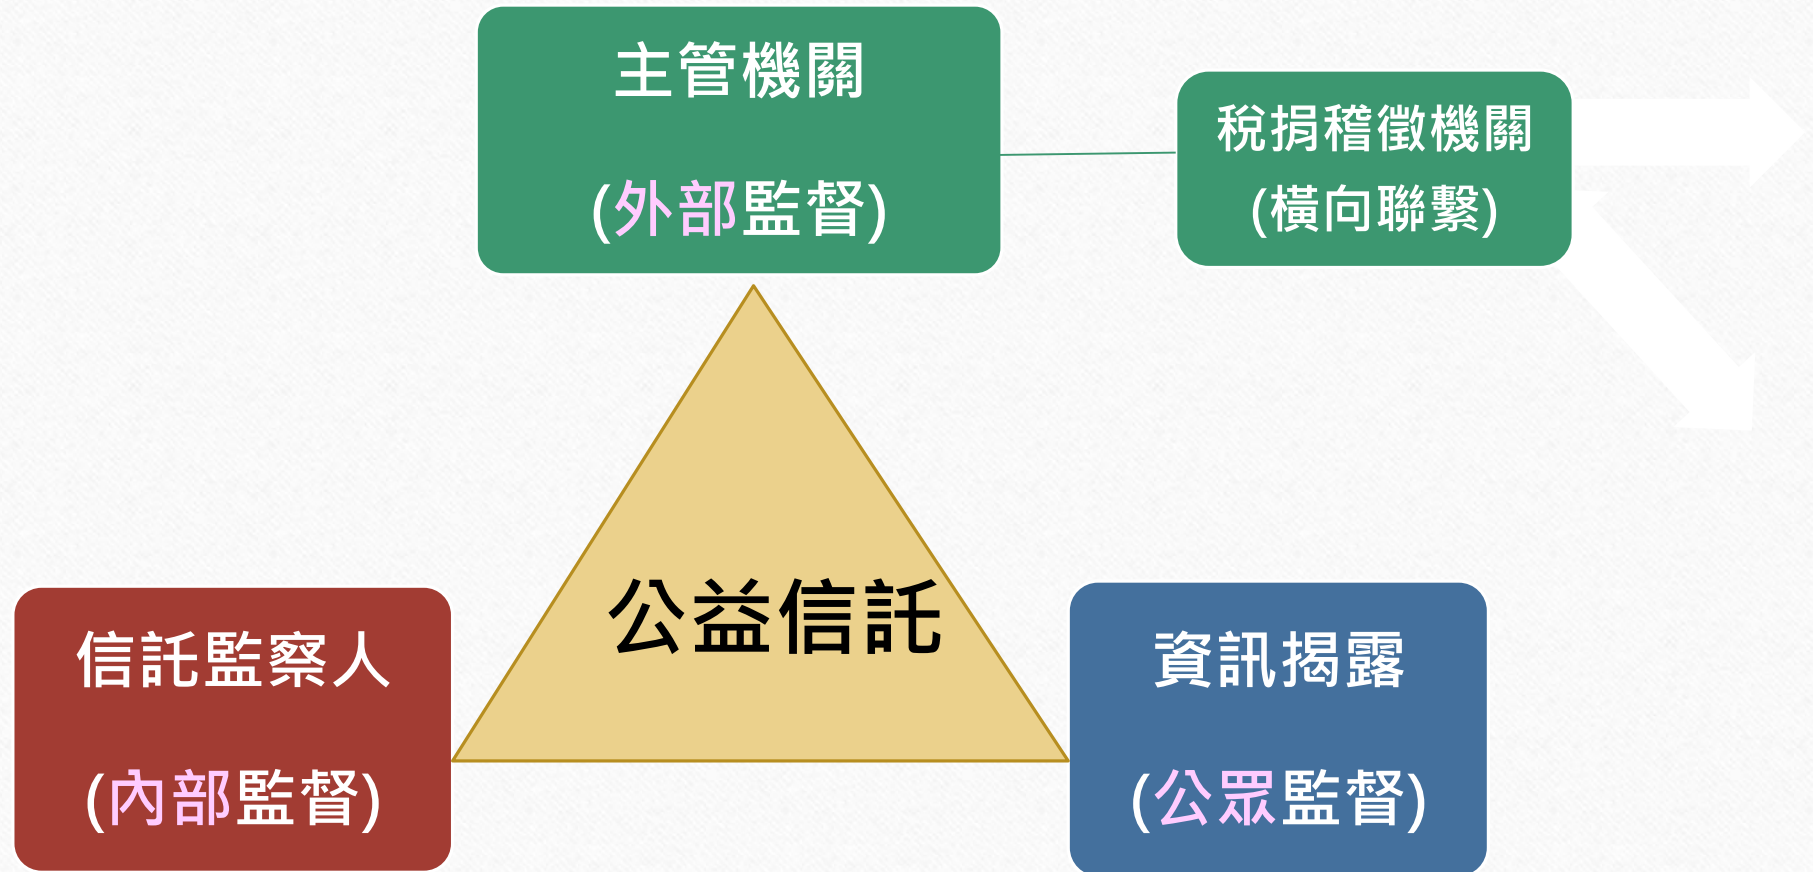 主管機關
(外部監督)
稅捐稽徵機關
(橫向聯繫)
公益信託
信託監察人
(內部監督)
資訊揭露
(公眾監督)